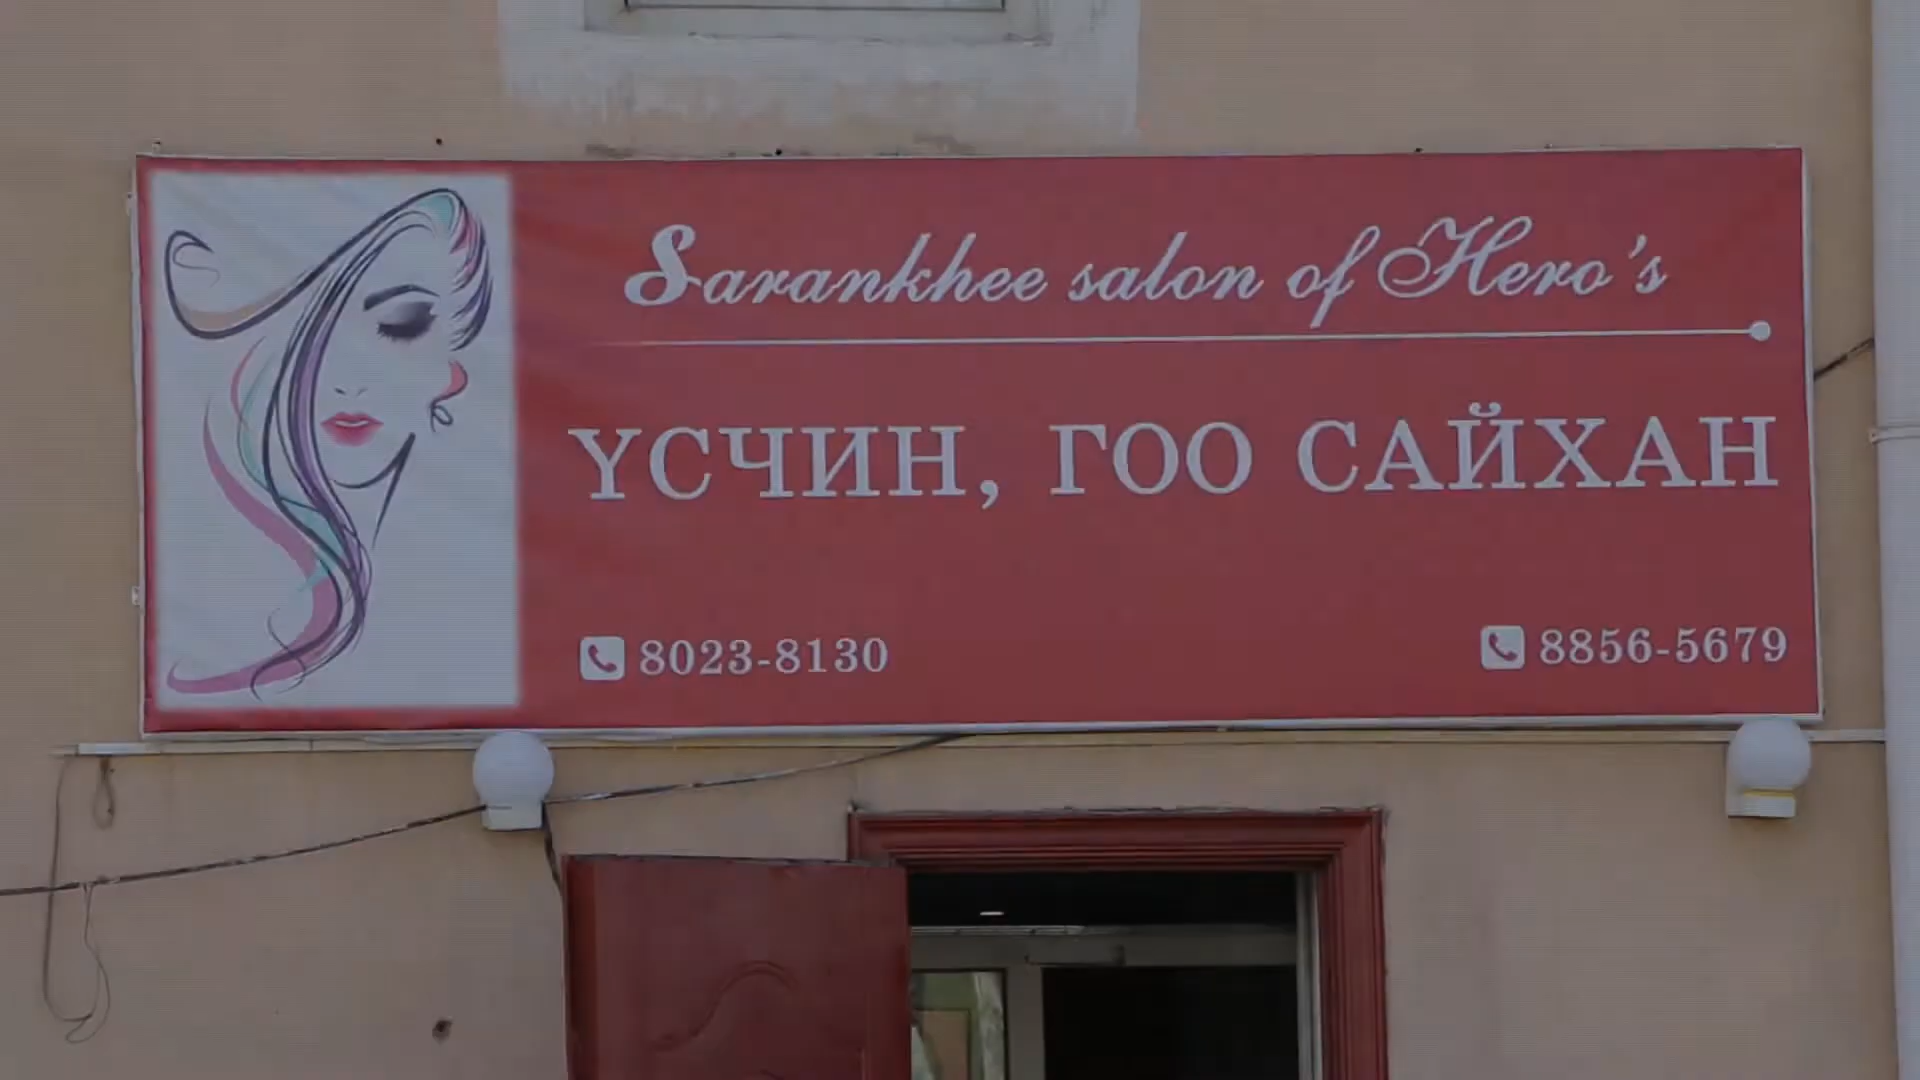 Sarankhee salon of Hero's
ҮСЧИН, ГОО САЙХАН
8023-8130
8856-5679